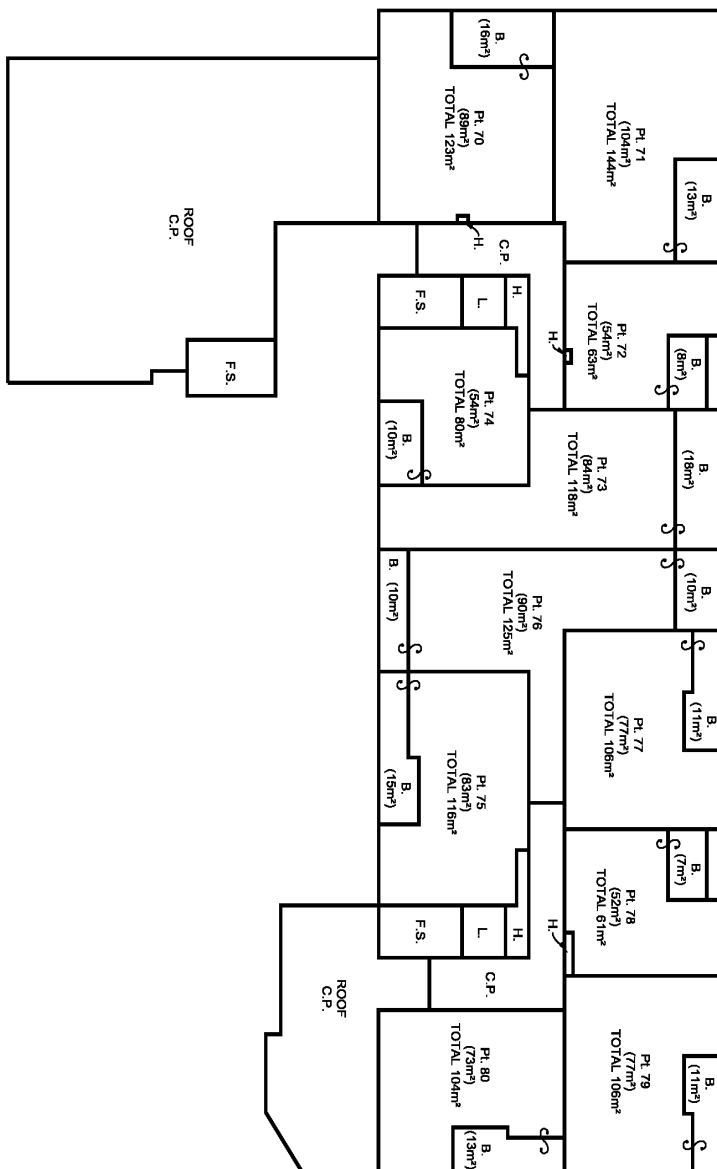 B.
(13m²)
B.
(8m²)
B.
(18m²)
B.
(10m²)
B.
(11m²)
B.
(7m²)
B.
(11m²)
Pt. 71
(104m²)
TOTAL 144m²
Pt. 72
(54m²)
TOTAL 63m²
Pt. 73
(84m²)
TOTAL 118m²
Pt. 77
(77m²)
TOTAL 106m²
Pt. 78
(52m²)
TOTAL 61m²
Pt. 79
(77m²)
TOTAL 106m²
H.
Pt. 76
(90m²)
TOTAL 125m²
H.
B.
(16m²)
Pt. 70
(89m²)
TOTAL 123m²
H.
C.P.
H.
L.
F.S.
Pt. 74
(54m²)
TOTAL 80m²
B.
(10m²)
B.
(10m²)
Pt. 75
(83m²)
TOTAL 116m²
B.
(15m²)
H.
L.
F.S.
C.P.
Pt. 80
(73m²)
TOTAL 104m²
B.
(13m²)
ROOF
C.P.
F.S.
ROOF
C.P.